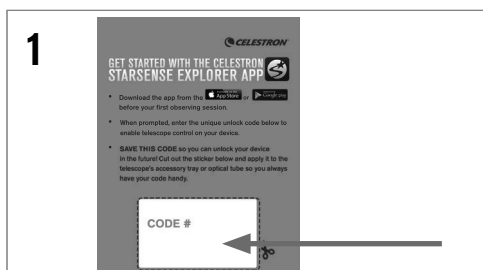 1
CELESTRON
GET STARTED WITH THE CELESTRON
STARSENSE EXPLORER APP
• Download the app from the App Store or Google play
before your first observing session.
• When prompted, enter the unique unlock code below to
enable telescope control on your device.
• SAVE THIS CODE so you can unlock your device
in the future! Cut out the sticker below and apply it to the
telescope's accessory tray or optical tube so you always
have your code handy.
CODE #